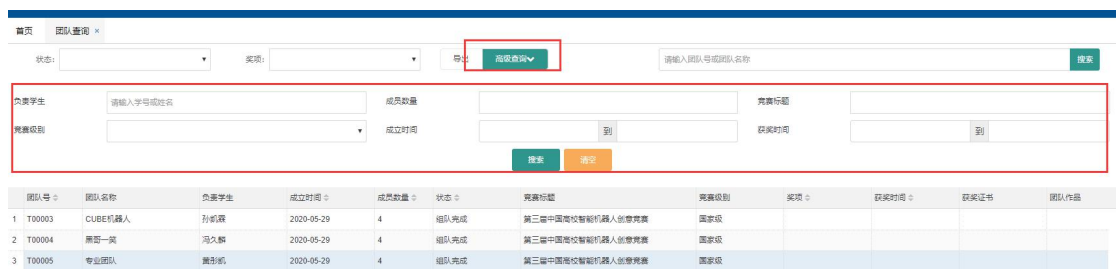 首页 团队查询 ×
状态: 奖项: 导出 高级查询 请输入团队号或团队名称 搜索
负责学生 请输入学号或姓名 成员数量 竞赛标题
竞赛级别 成立时间 到 获奖时间 到
搜索 清空
团队号 团队名称 负责学生 成立时间 成员数量 状态 竞赛标题 竞赛级别 奖项 获奖时间 获奖证书 团队作品
1 T00003 CUBE机器人 孙凯霖 2020-05-29 4 组队完成 第三届中国高校智能机器人创意竞赛 国家级
2 T00004 博哥一笑 冯久麟 2020-05-29 4 组队完成 第三届中国高校智能机器人创意竞赛 国家级
3 T00005 专业团队 黄彤凯 2020-05-29 4 组队完成 第三届中国高校智能机器人创意竞赛 国家级